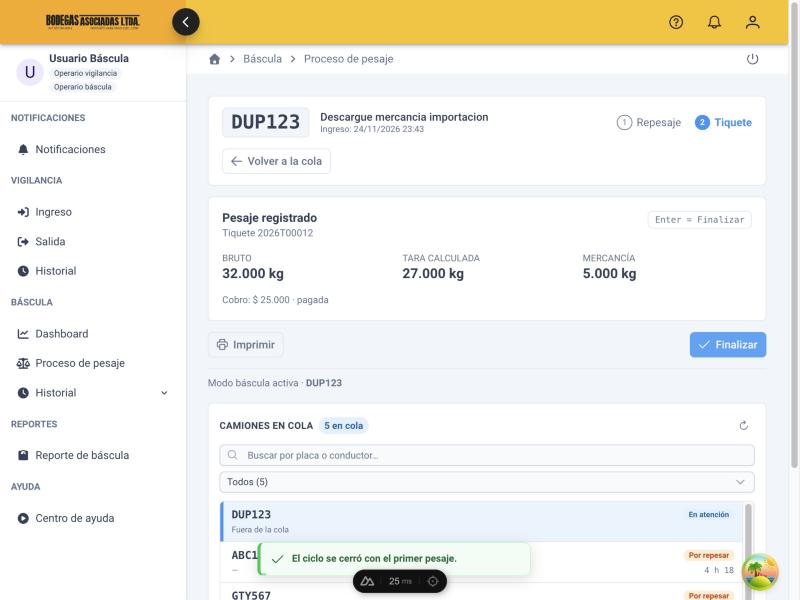 BODEGAS ASOCIADAS LTDA.
Usuario Báscula
U
Operario vigilancia
Operario báscula
NOTIFICACIONES
Notificaciones
VIGILANCIA
Ingreso
Salida
Historial
BÁSCULA
Dashboard
Proceso de pesaje
Historial
REPORTES
Reporte de báscula
AYUDA
Centro de ayuda
Báscula
Proceso de pesaje
DUP123
Descargue mercancia importacion
Ingreso: 24/11/2026 23:43
1 Repesaje
2 Tiquete
Volver a la cola
Pesaje registrado
Enter = Finalizar
Tiquete 2026T00012
BRUTO
32.000 kg
TARA CALCULADA
27.000 kg
MERCANCÍA
5.000 kg
Cobro: $ 25.000 · pagada
Imprimir
Finalizar
Modo báscula activa · DUP123
CAMIONES EN COLA
5 en cola
Buscar por placa o conductor...
Todos (5)
DUP123
En atención
Fuera de la cola
ABC1
Por repesar
–
4 h 18
El ciclo se cerró con el primer pesaje.
25 ms
GTY567
Por repesar